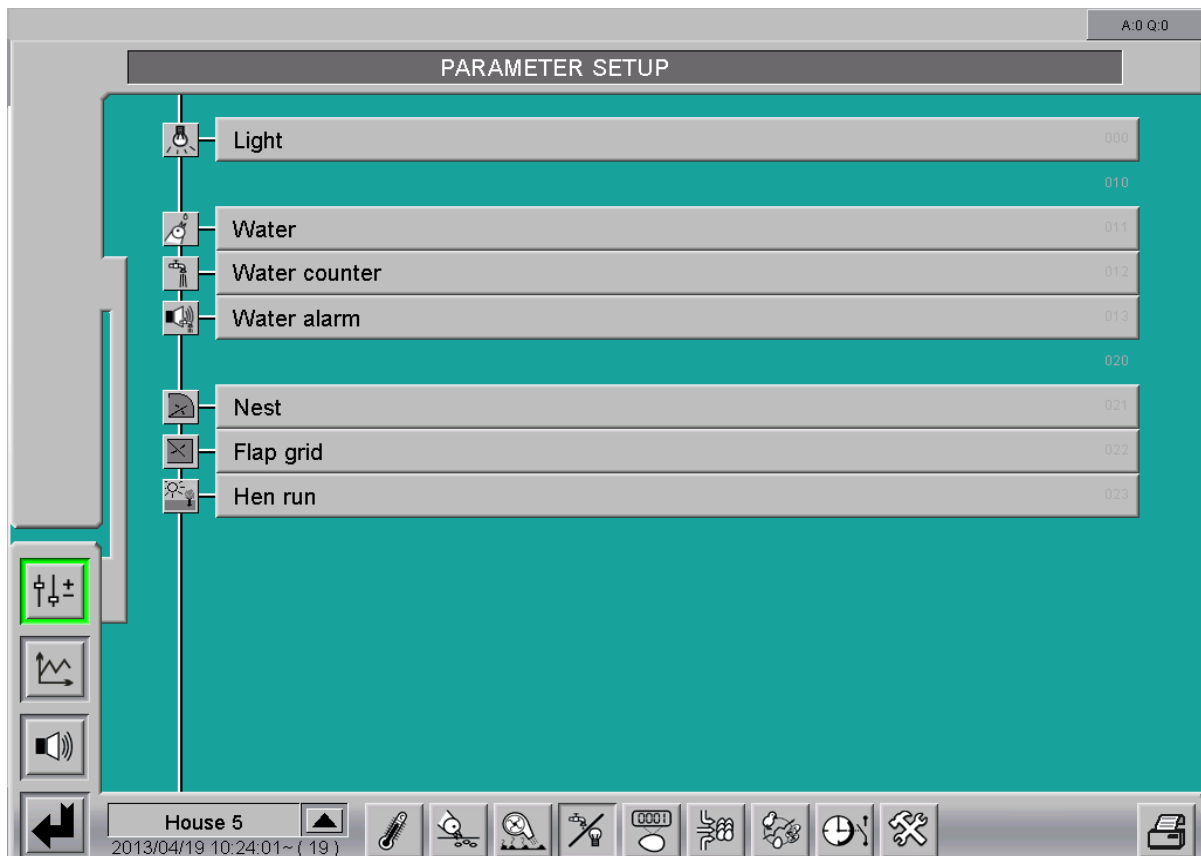 A:0 Q:0
PARAMETER SETUP
Light 000
010
Water 011
Water counter 012
Water alarm 013
020
Nest 021
Flap grid 022
Hen run 023
House 5
2013/04/19 10:24:01~ ( 19 )
0001